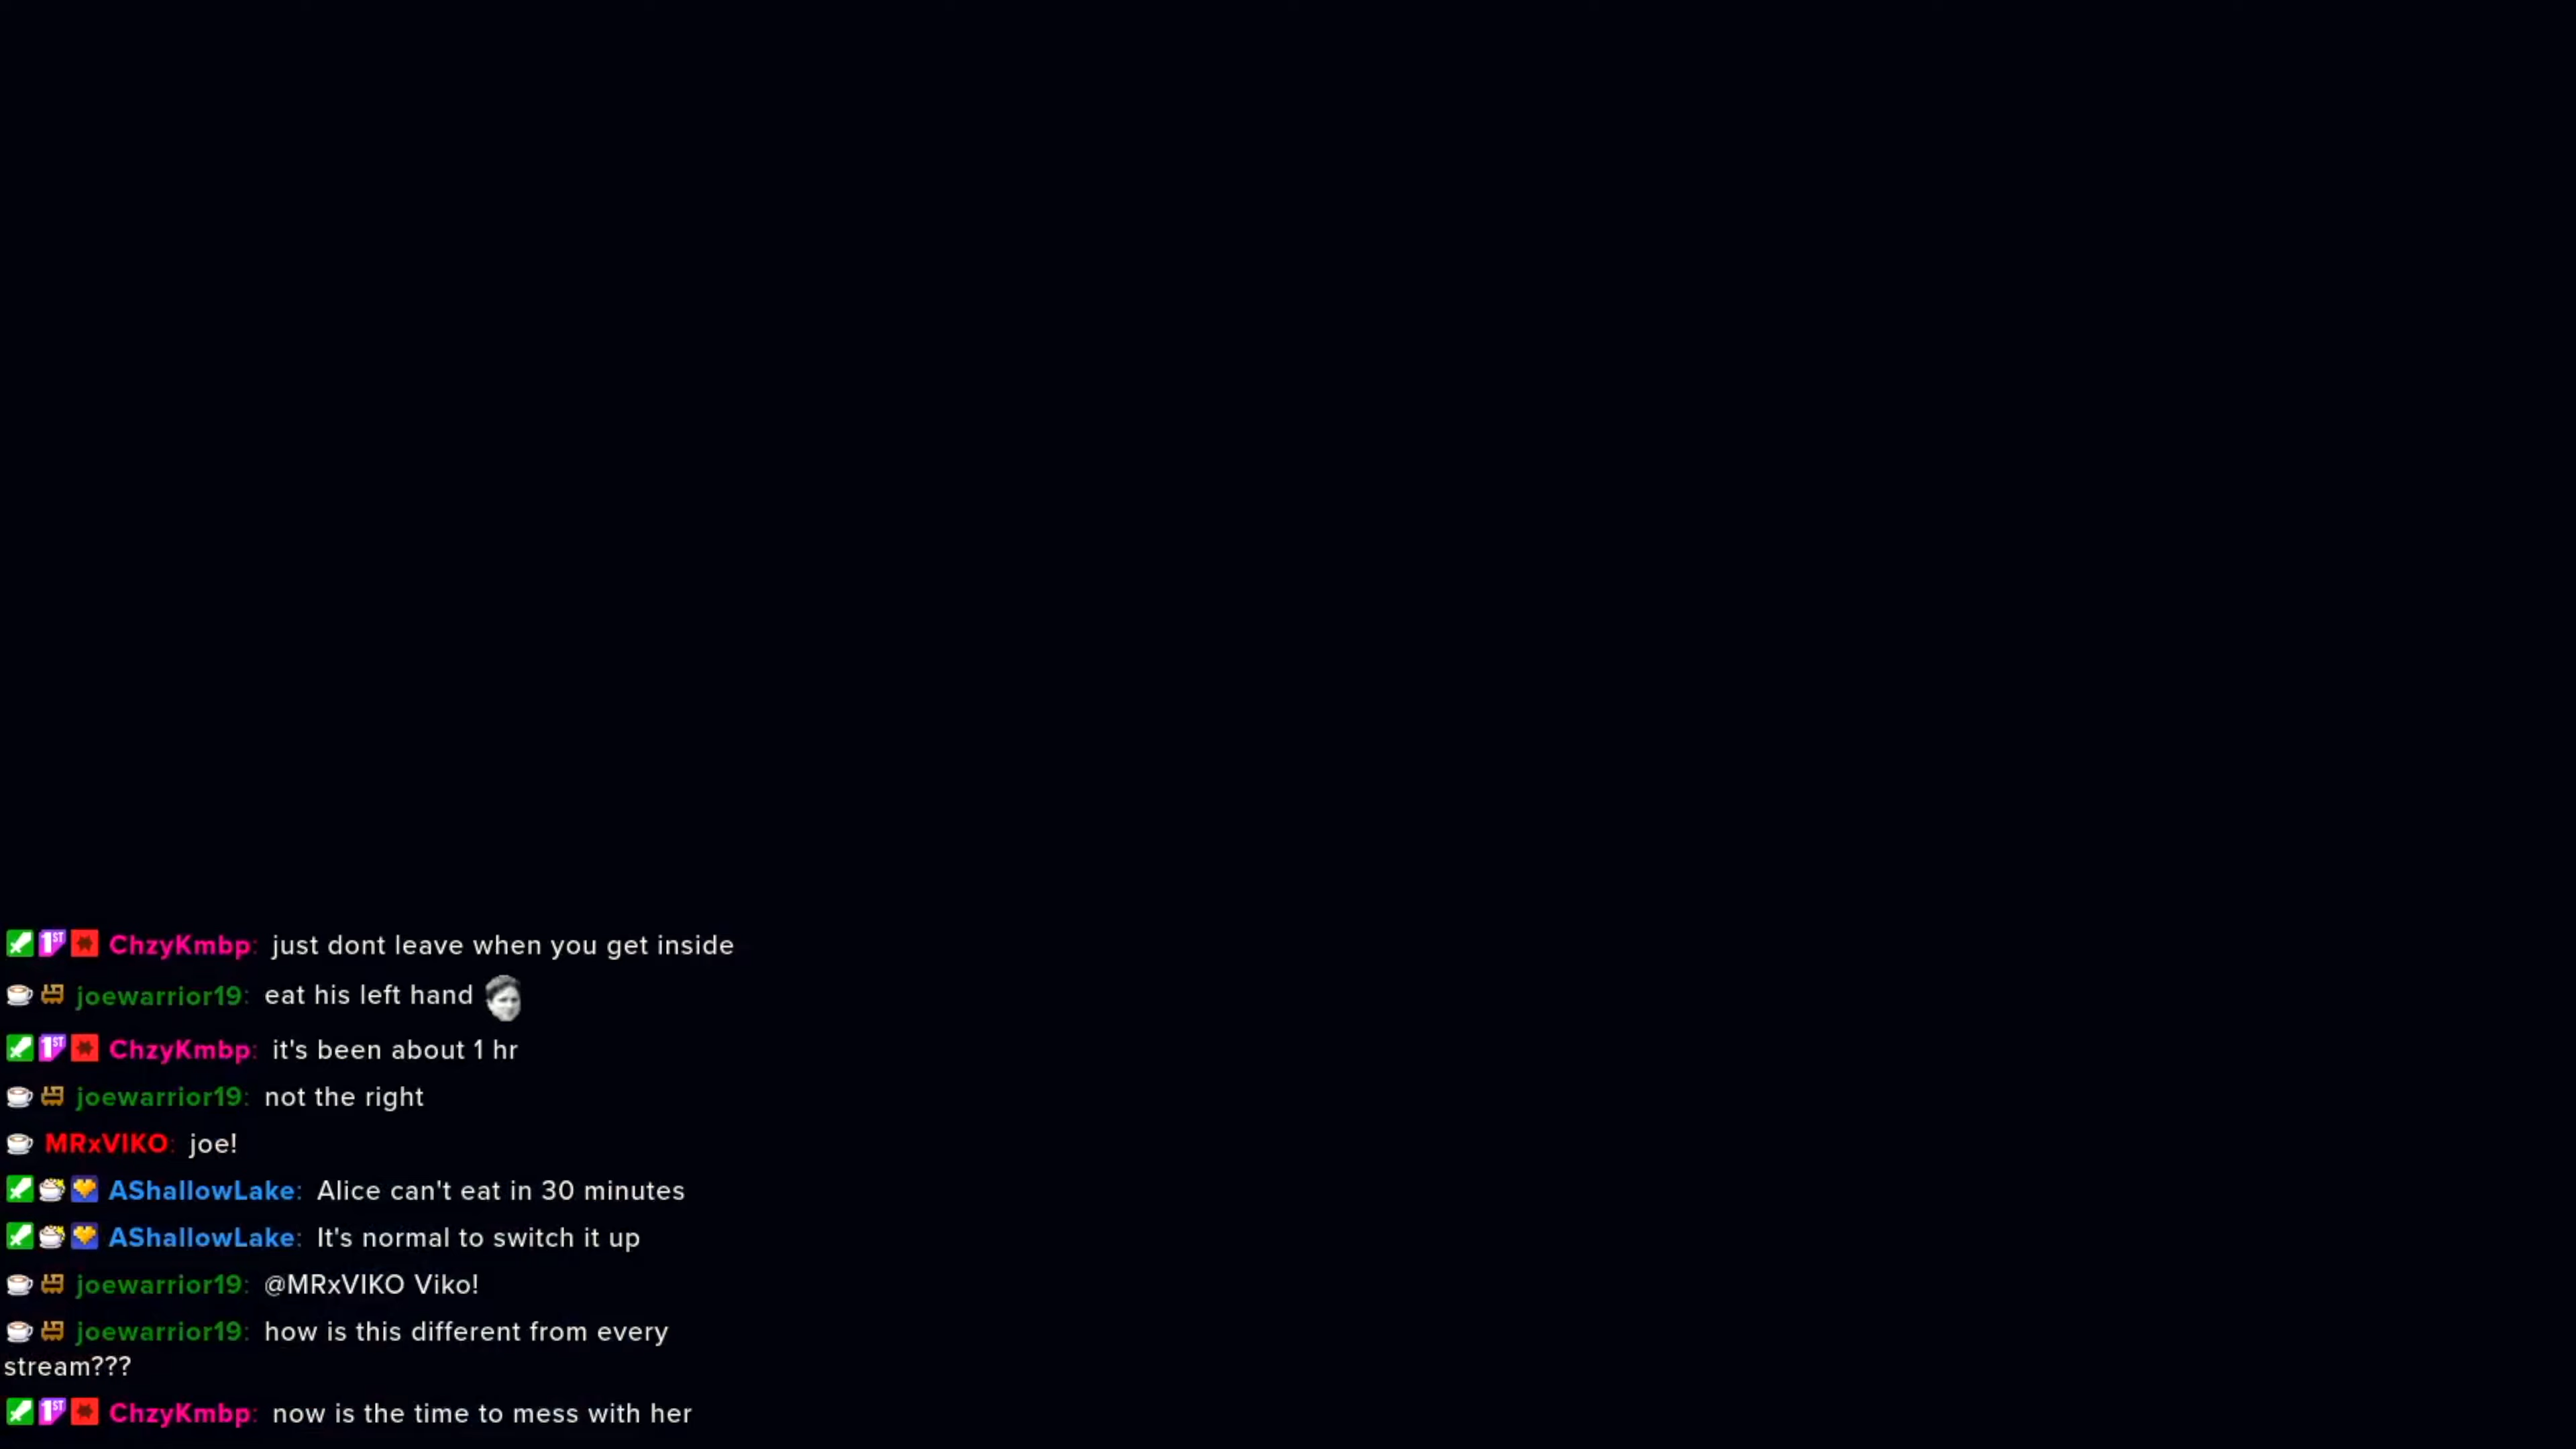 1ST ChzyKmbp: just dont leave when you get inside
joewarrior19: eat his left hand
1ST ChzyKmbp: it's been about 1 hr
joewarrior19: not the right
MRxVIKO: joe!
AShallowLake: Alice can't eat in 30 minutes
AShallowLake: It's normal to switch it up
joewarrior19: @MRxVIKO Viko!
joewarrior19: how is this different from every
stream???
1ST ChzyKmbp: now is the time to mess with her